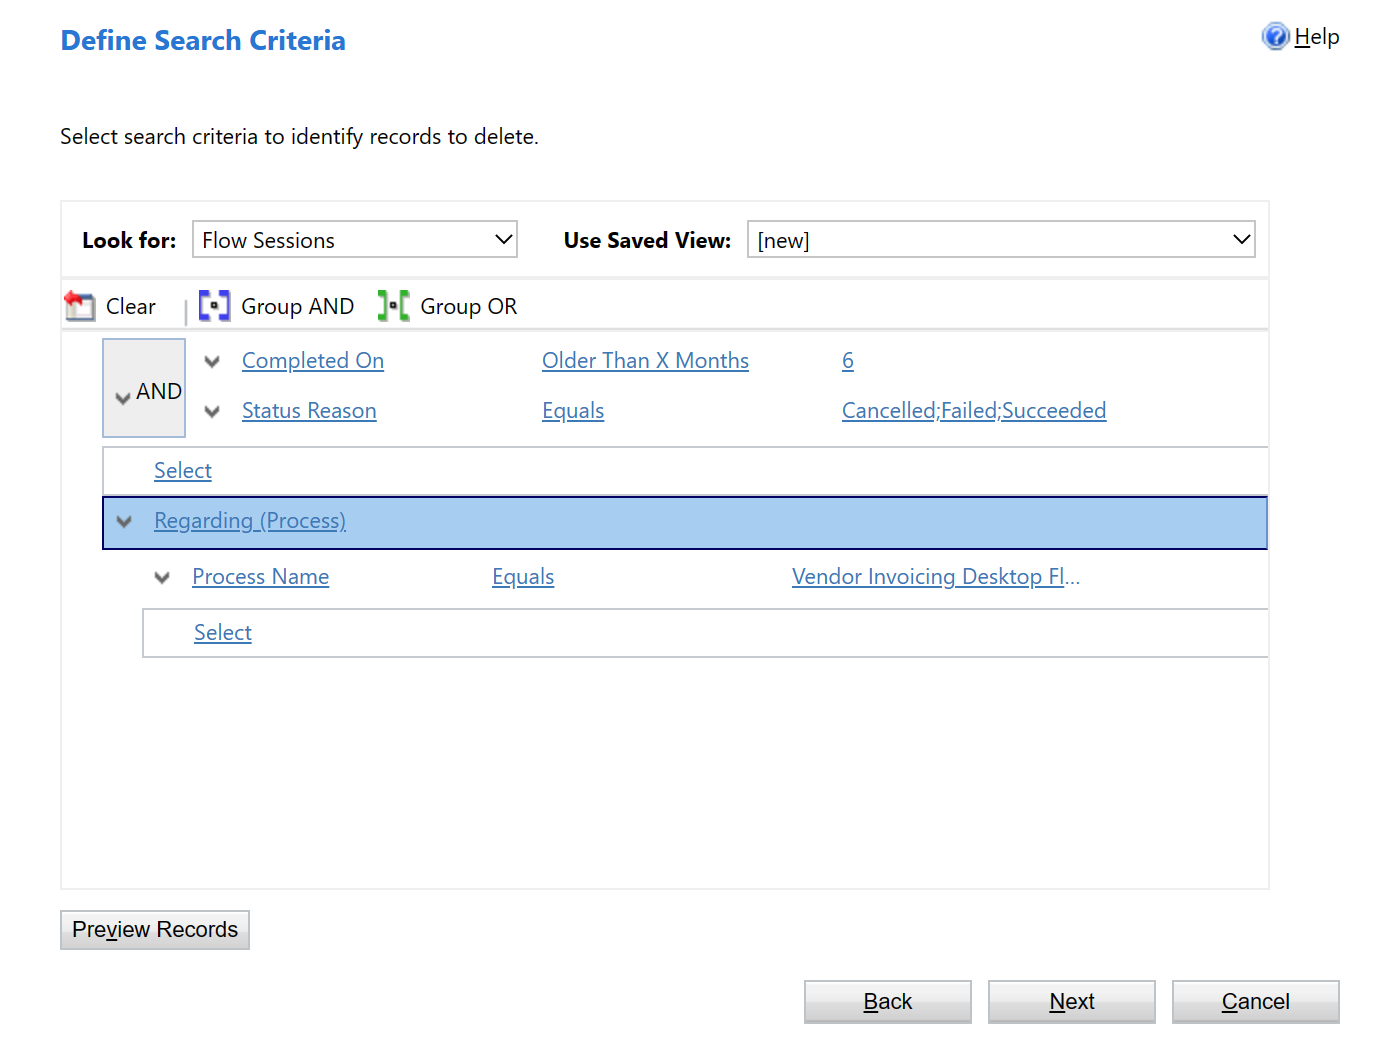 Define Search Criteria
Help
Select search criteria to identify records to delete.
Look for: Flow Sessions Use Saved View: [new]
Clear Group AND Group OR
AND
Completed On Older Than X Months 6
Status Reason Equals Cancelled;Failed;Succeeded
Select
Regarding (Process)
Process Name Equals Vendor Invoicing Desktop Fl...
Select
Preview Records
Back Next Cancel